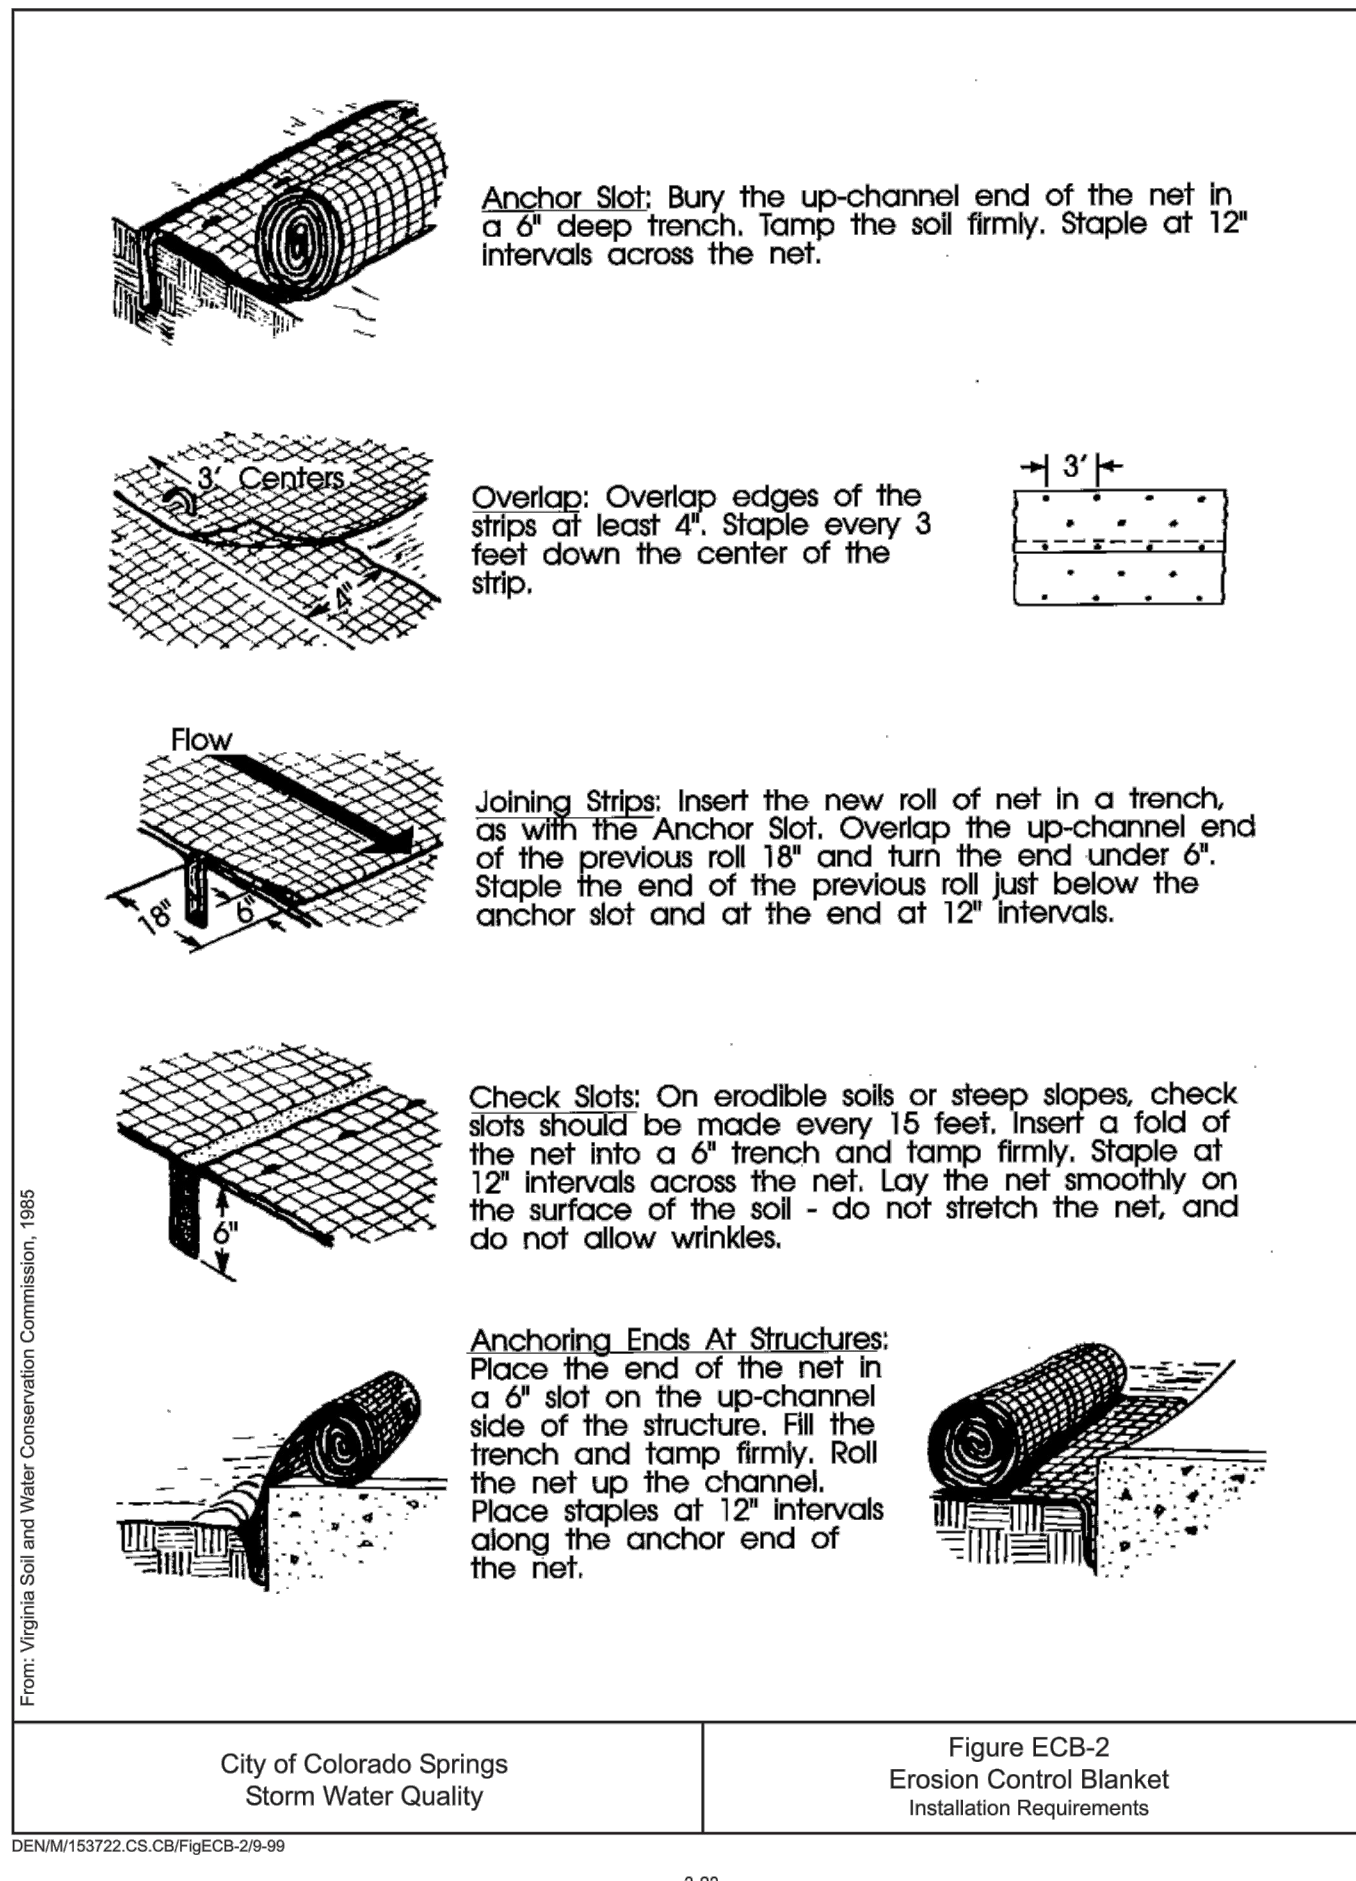 Anchor Slot: Bury the up-channel end of the net in
a 6" deep trench. Tamp the soil firmly. Staple at 12"
intervals across the net.
3' Centers
4"
Overlap: Overlap edges of the
strips at least 4". Staple every 3
feet down the center of the
strip.
3'
Flow
18"
6"
Joining Strips: Insert the new roll of net in a trench,
as with the Anchor Slot. Overlap the up-channel end
of the previous roll 18" and turn the end under 6".
Staple the end of the previous roll just below the
anchor slot and at the end at 12" intervals.
6"
Check Slots: On erodible soils or steep slopes, check
slots should be made every 15 feet. Insert a fold of
the net into a 6" trench and tamp firmly. Staple at
12" intervals across the net. Lay the net smoothly on
the surface of the soil - do not stretch the net, and
do not allow wrinkles.
Anchoring Ends At Structures:
Place the end of the net in
a 6" slot on the up-channel
side of the structure. Fill the
trench and tamp firmly. Roll
the net up the channel.
Place staples at 12" intervals
along the anchor end of
the net.
From: Virginia Soil and Water Conservation Commission, 1985
City of Colorado Springs
Storm Water Quality
Figure ECB-2
Erosion Control Blanket
Installation Requirements
DEN/M/153722.CS.CB/FigECB-2/9-99